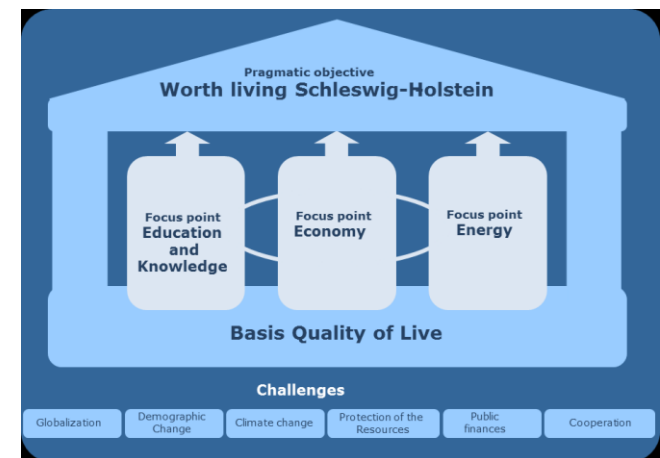 Pragmatic objective
Worth living Schleswig-Holstein
Focus point
Education
and
Knowledge
Focus point
Economy
Focus point
Energy
Basis Quality of Live
Challenges
Globalization
Demographic
Change
Climate change
Protection of the
Resources
Public
finances
Cooperation